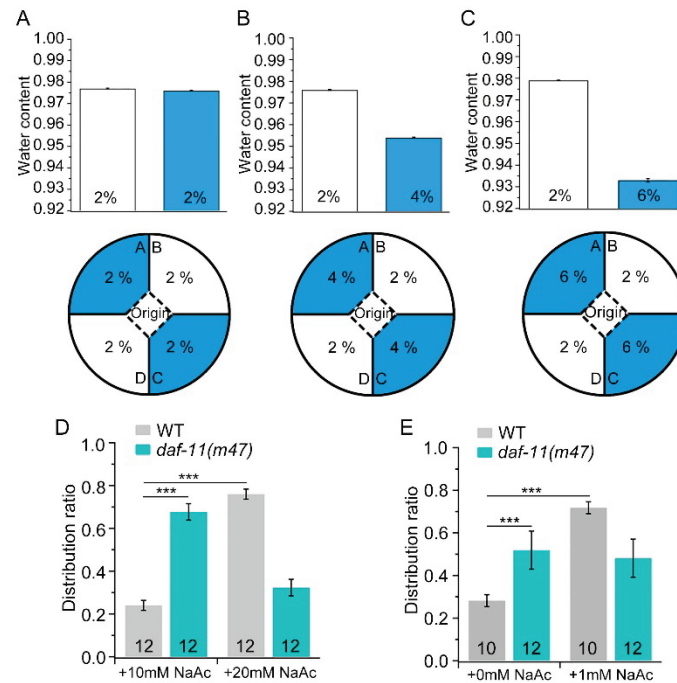 A
B
C
Water content
1.00
0.99
0.98
0.97
0.96
0.95
0.94
0.93
0.92
2%
2%
Water content
1.00
0.99
0.98
0.97
0.96
0.95
0.94
0.93
0.92
2%
4%
Water content
1.00
0.99
0.98
0.97
0.96
0.95
0.94
0.93
0.92
2%
6%
A B
2 % 2 %
Origin
2 % 2 %
D C
A B
4 % 2 %
Origin
2 % 4 %
D C
A B
6 % 2 %
Origin
2 % 6 %
D C
D
WT
daf-11(m47)
Distribution ratio
1.0
0.8
0.6
0.4
0.2
0.0
***
***
12 12 12 12
+10mM NaAc +20mM NaAc
E
WT
daf-11(m47)
Distribution ratio
1.0
0.8
0.6
0.4
0.2
0.0
***
***
10 12 10 12
+0mM NaAc +1mM NaAc